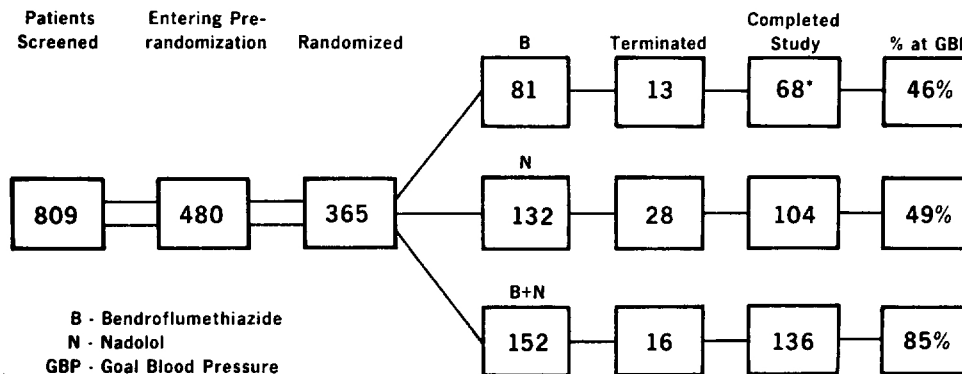 Patients Screened
Entering Pre-randomization
Randomized
B
Terminated
Completed Study
% at GBP
81
13
68*
46%
N
809
480
365
132
28
104
49%
B+N
152
16
136
85%
B - Bendroflumethiazide
N - Nadolol
GBP - Goal Blood Pressure